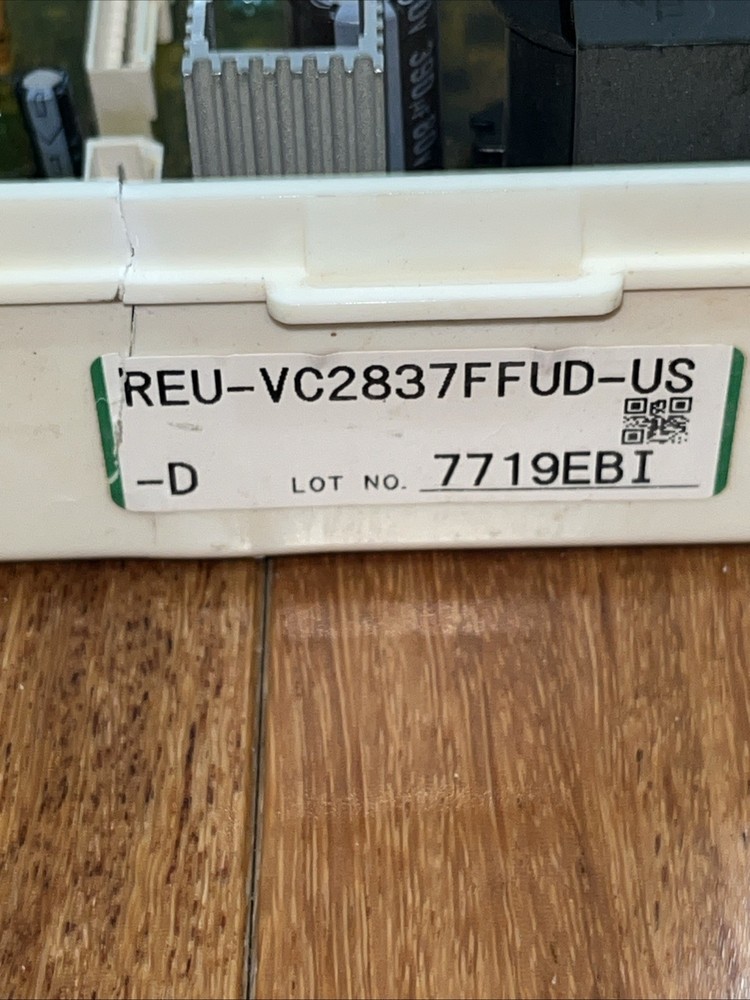 REU-VC2837FFUD-US
-D LOT NO. 7719EBI